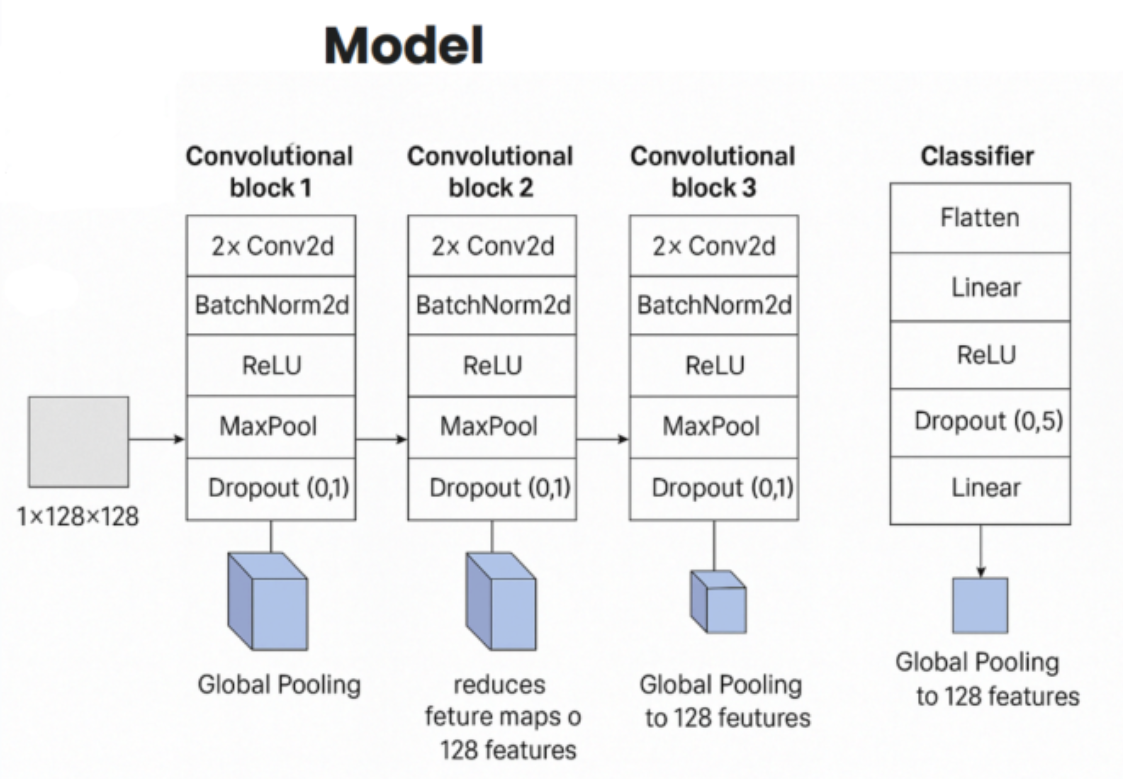 Model
Convolutional
block 1
2x Conv2d
BatchNorm2d
ReLU
MaxPool
Dropout (0,1)
Global Pooling
Convolutional
block 2
2x Conv2d
BatchNorm2d
ReLU
MaxPool
Dropout (0,1)
reduces
feture maps o
128 features
Convolutional
block 3
2x Conv2d
BatchNorm2d
ReLU
MaxPool
Dropout (0,1)
Global Pooling
to 128 feutures
Classifier
Flatten
Linear
ReLU
Dropout (0,5)
Linear
Global Pooling
to 128 features
1×128×128